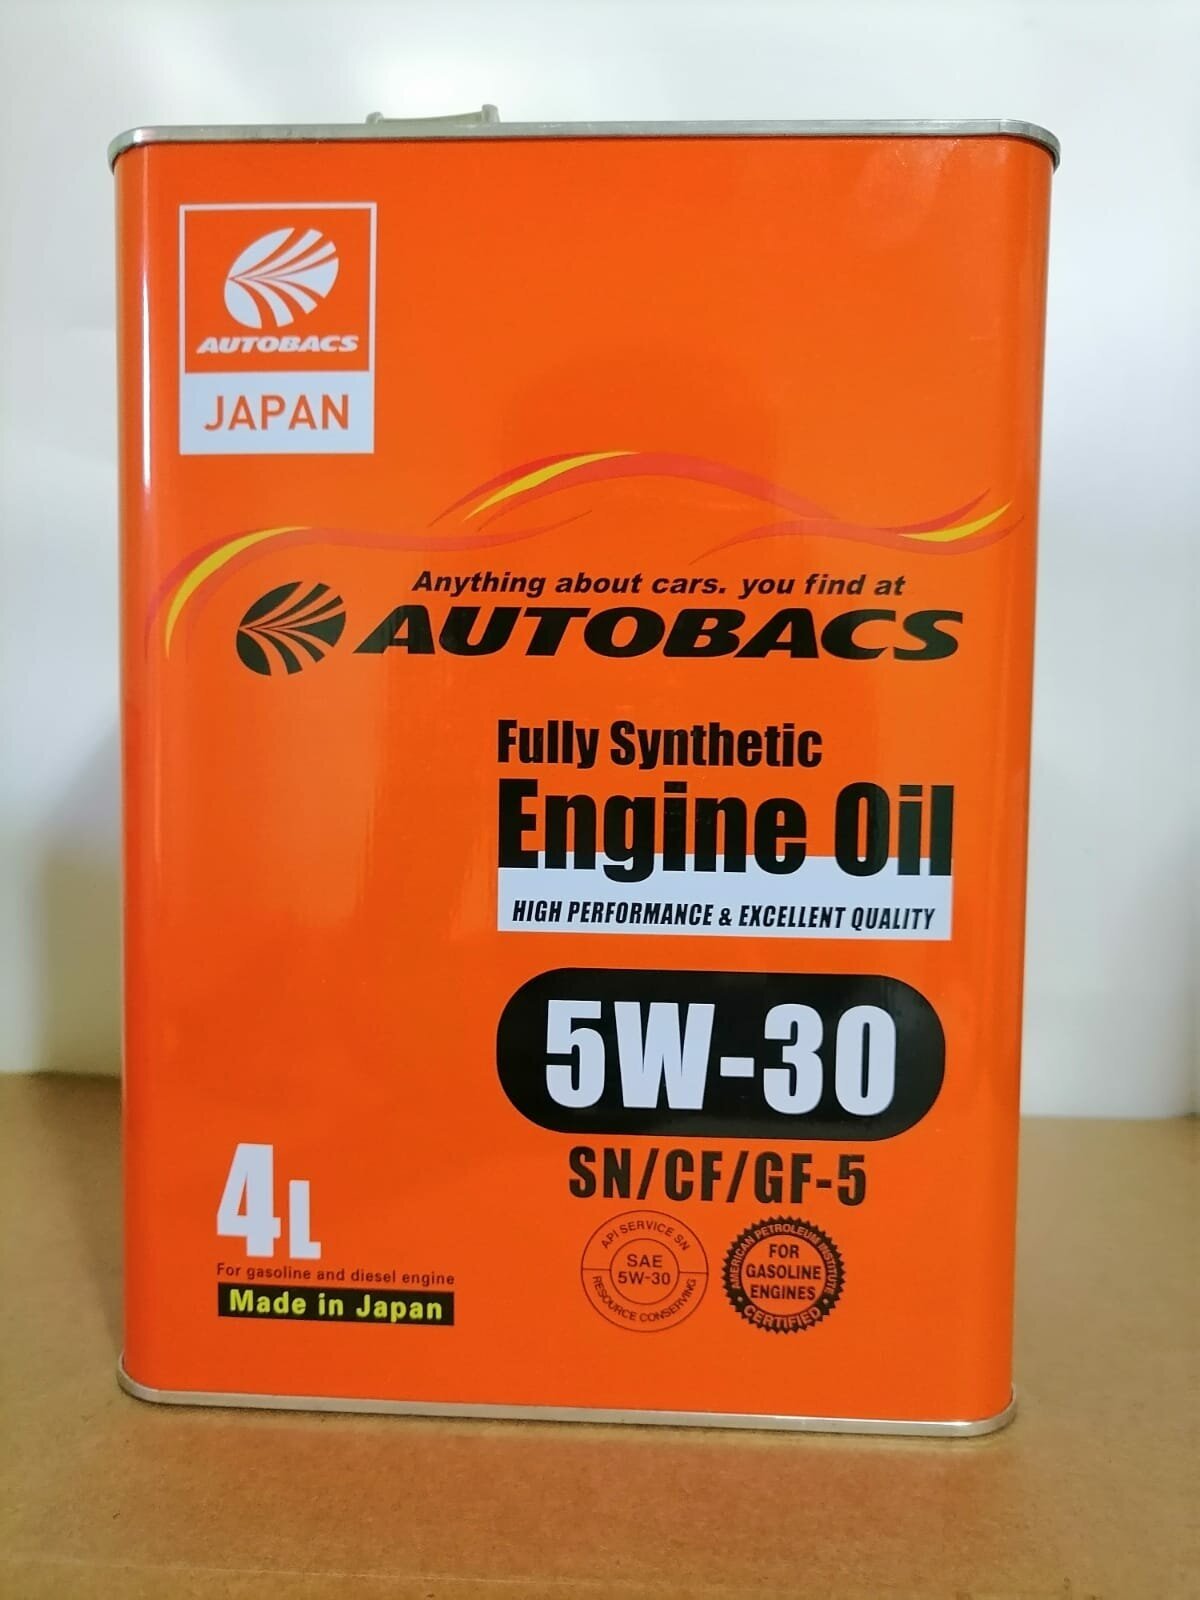 AUTOBACS
JAPAN
Anything about cars. you find at
AUTOBACS
Fully Synthetic
Engine Oil
HIGH PERFORMANCE & EXCELLENT QUALITY
5W-30
SN/CF/GF-5
4L
For gasoline and diesel engine
Made in Japan
API SERVICE SN
SAE
5W-30
RESOURCE CONSERVING
AMERICAN PETROLEUM INSTITUTE
FOR
GASOLINE
ENGINES
CERTIFIED